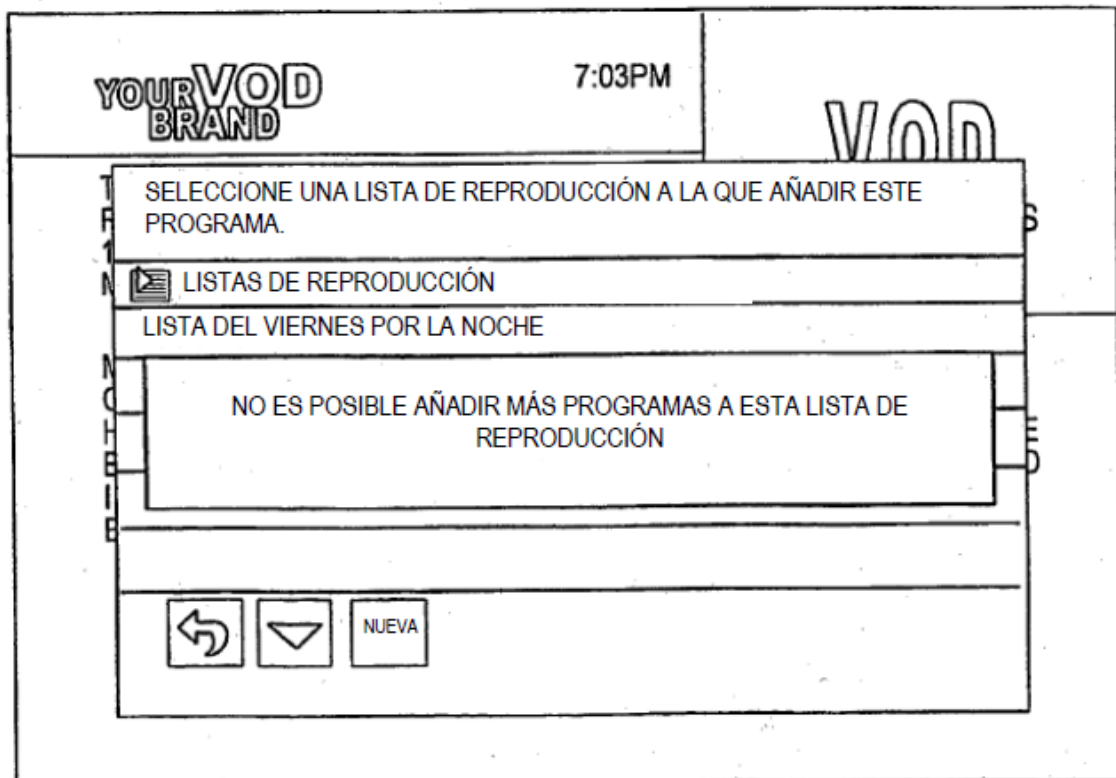 YOUR VOD
BRAND
7:03PM
VOD
SELECCIONE UNA LISTA DE REPRODUCCIÓN A LA QUE AÑADIR ESTE
PROGRAMA.
LISTAS DE REPRODUCCIÓN
LISTA DEL VIERNES POR LA NOCHE
NO ES POSIBLE AÑADIR MÁS PROGRAMAS A ESTA LISTA DE
REPRODUCCIÓN
NUEVA